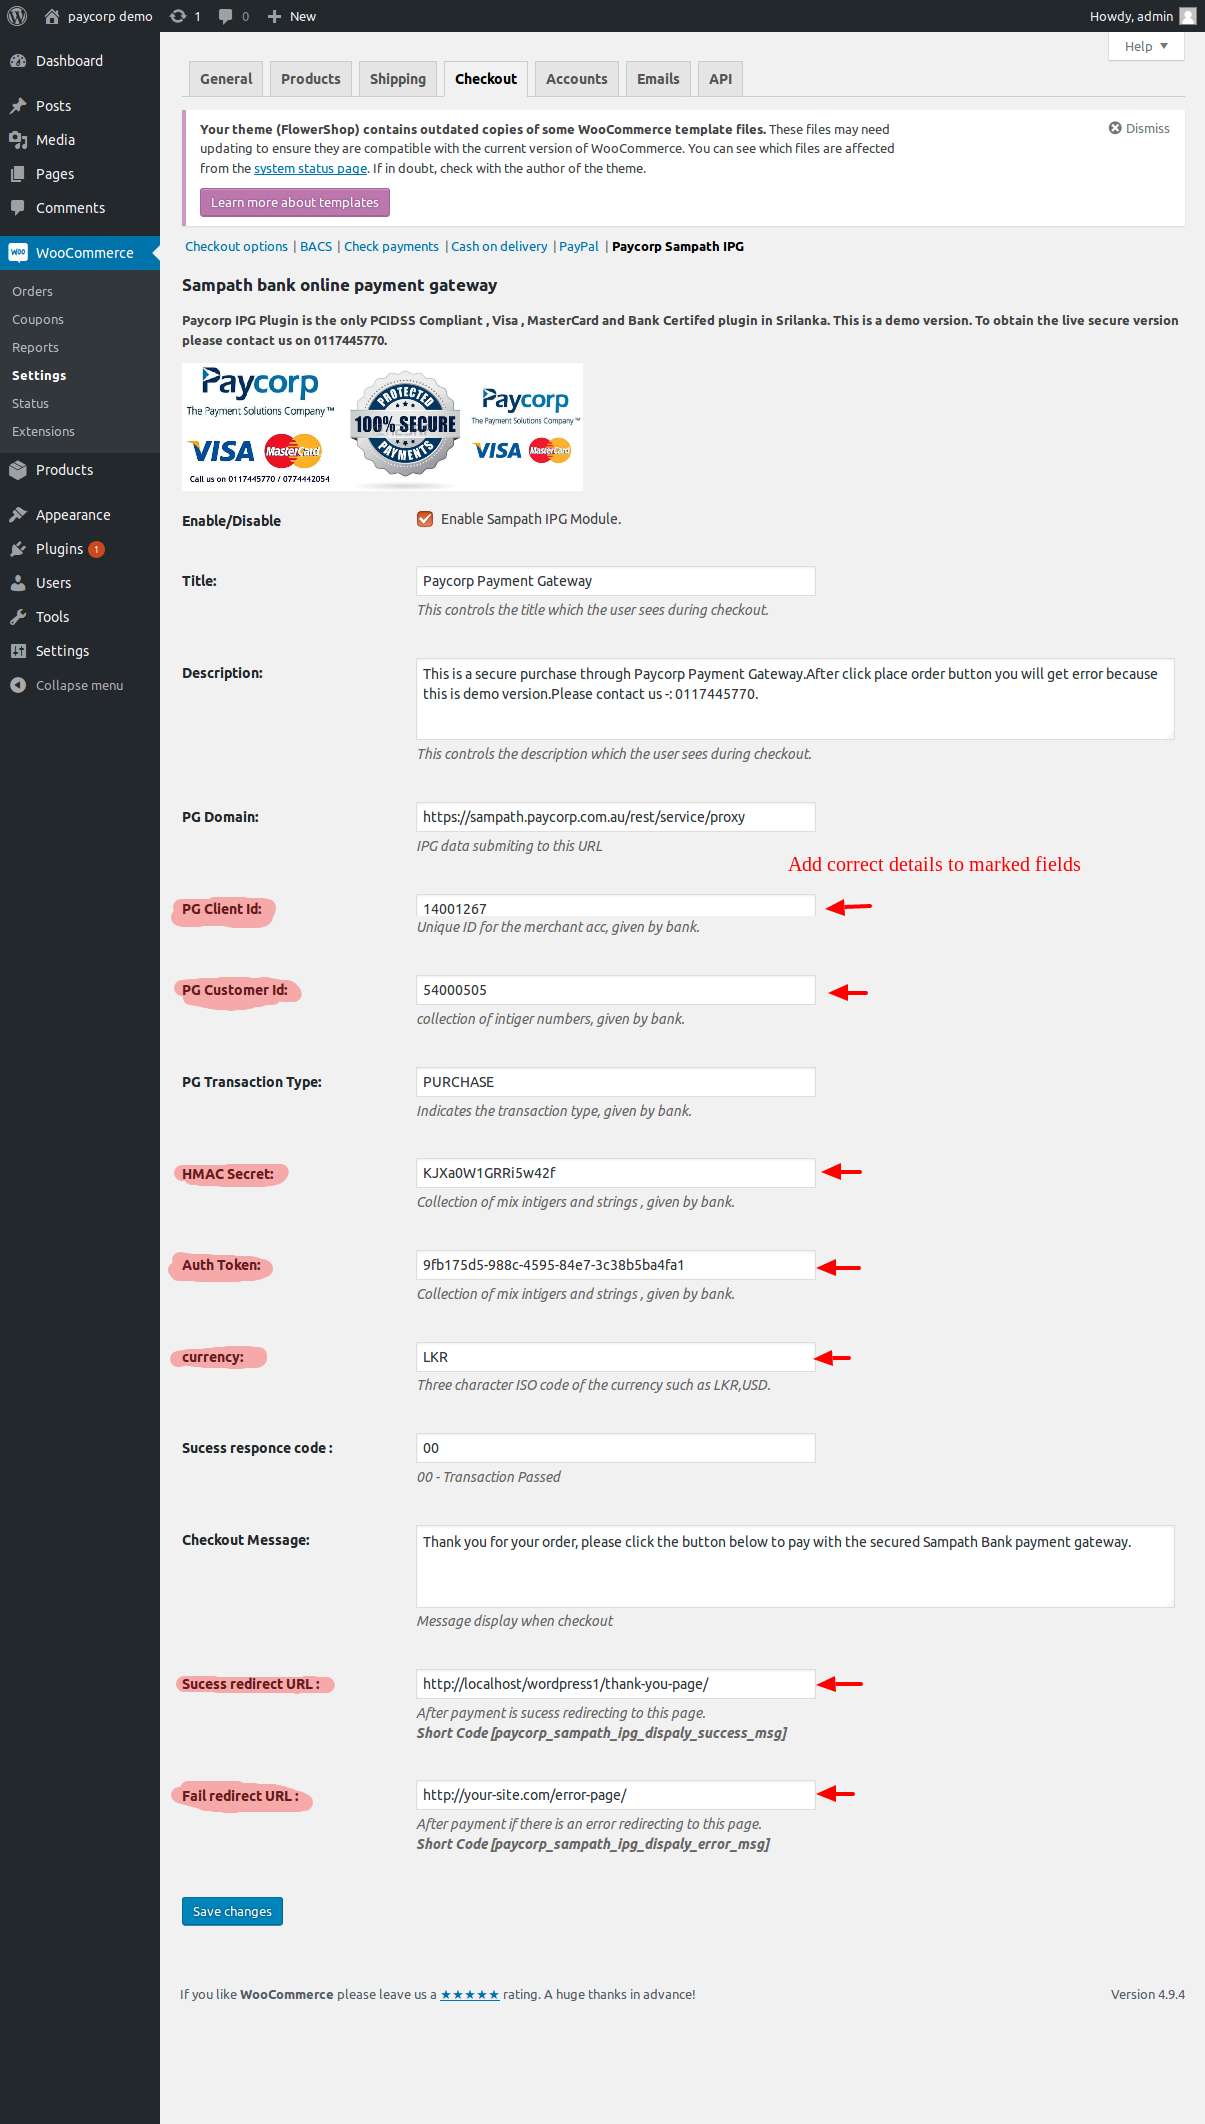 paycorp demo 1 0 New Howdy, admin
Help
Dashboard
Posts
Media
Pages
Comments
WooCommerce
Orders
Coupons
Reports
Settings
Status
Extensions
Products
Appearance
Plugins 1
Users
Tools
Settings
Collapse menu
General Products Shipping Checkout Accounts Emails API
Your theme (FlowerShop) contains outdated copies of some WooCommerce template files. These files may need
updating to ensure they are compatible with the current version of WooCommerce. You can see which files are affected
from the system status page. If in doubt, check with the author of the theme.
Dismiss
Learn more about templates
Checkout options | BACS | Check payments | Cash on delivery | PayPal | Paycorp Sampath IPG
Sampath bank online payment gateway
Paycorp IPG Plugin is the only PCIDSS Compliant , Visa , MasterCard and Bank Certifed plugin in Srilanka. This is a demo version. To obtain the live secure version
please contact us on 0117445770.
Paycorp
The Payment Solutions Company™
VISA MasterCard
Call us on 0117445770 / 0774442054
PROTECTED
100% SECURE
PAYMENTS
Paycorp
The Payment Solutions Company™
VISA MasterCard
Enable/Disable Enable Sampath IPG Module.
Title: Paycorp Payment Gateway
This controls the title which the user sees during checkout.
Description: This is a secure purchase through Paycorp Payment Gateway.After click place order button you will get error because
this is demo version.Please contact us -: 0117445770.
This controls the description which the user sees during checkout.
PG Domain: https://sampath.paycorp.com.au/rest/service/proxy
IPG data submiting to this URL
Add correct details to marked fields
PG Client Id: 14001267
Unique ID for the merchant acc, given by bank.
PG Customer Id: 54000505
collection of intiger numbers, given by bank.
PG Transaction Type: PURCHASE
Indicates the transaction type, given by bank.
HMAC Secret: KJXa0W1GRRi5w42f
Collection of mix intigers and strings , given by bank.
Auth Token: 9fb175d5-988c-4595-84e7-3c38b5ba4fa1
Collection of mix intigers and strings , given by bank.
currency: LKR
Three character ISO code of the currency such as LKR,USD.
Sucess responce code : 00
00 - Transaction Passed
Checkout Message: Thank you for your order, please click the button below to pay with the secured Sampath Bank payment gateway.
Message display when checkout
Sucess redirect URL : http://localhost/wordpress1/thank-you-page/
After payment is sucess redirecting to this page.
Short Code [paycorp_sampath_ipg_dispaly_success_msg]
Fail redirect URL : http://your-site.com/error-page/
After payment if there is an error redirecting to this page.
Short Code [paycorp_sampath_ipg_dispaly_error_msg]
Save changes
If you like WooCommerce please leave us a ★★★★★ rating. A huge thanks in advance! Version 4.9.4